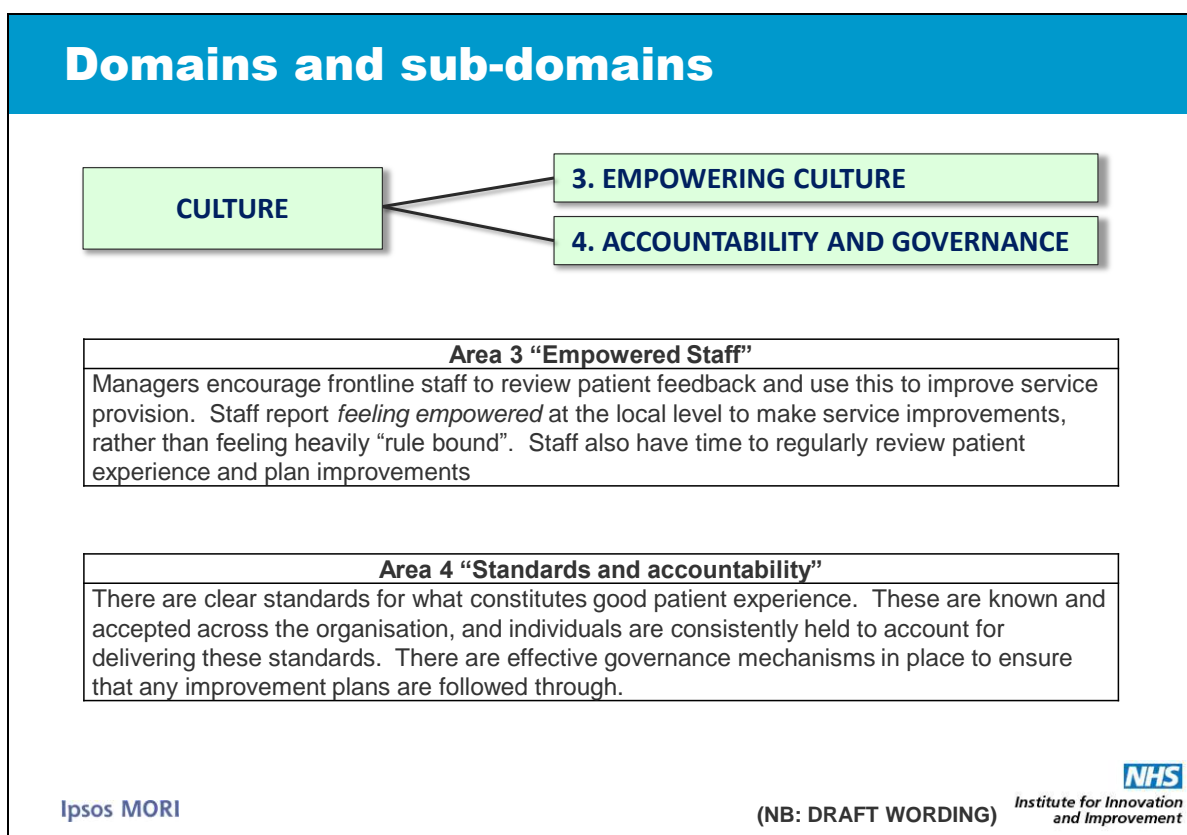 Domains and sub-domains
CULTURE
3. EMPOWERING CULTURE
4. ACCOUNTABILITY AND GOVERNANCE
Area 3 “Empowered Staff”
Managers encourage frontline staff to review patient feedback and use this to improve service
provision.  Staff report feeling empowered at the local level to make service improvements,
rather than feeling heavily “rule bound”.  Staff also have time to regularly review patient
experience and plan improvements
Area 4 “Standards and accountability”
There are clear standards for what constitutes good patient experience.  These are known and
accepted across the organisation, and individuals are consistently held to account for
delivering these standards.  There are effective governance mechanisms in place to ensure
that any improvement plans are followed through.
Ipsos MORI
(NB: DRAFT WORDING)
NHS
Institute for Innovation
and Improvement